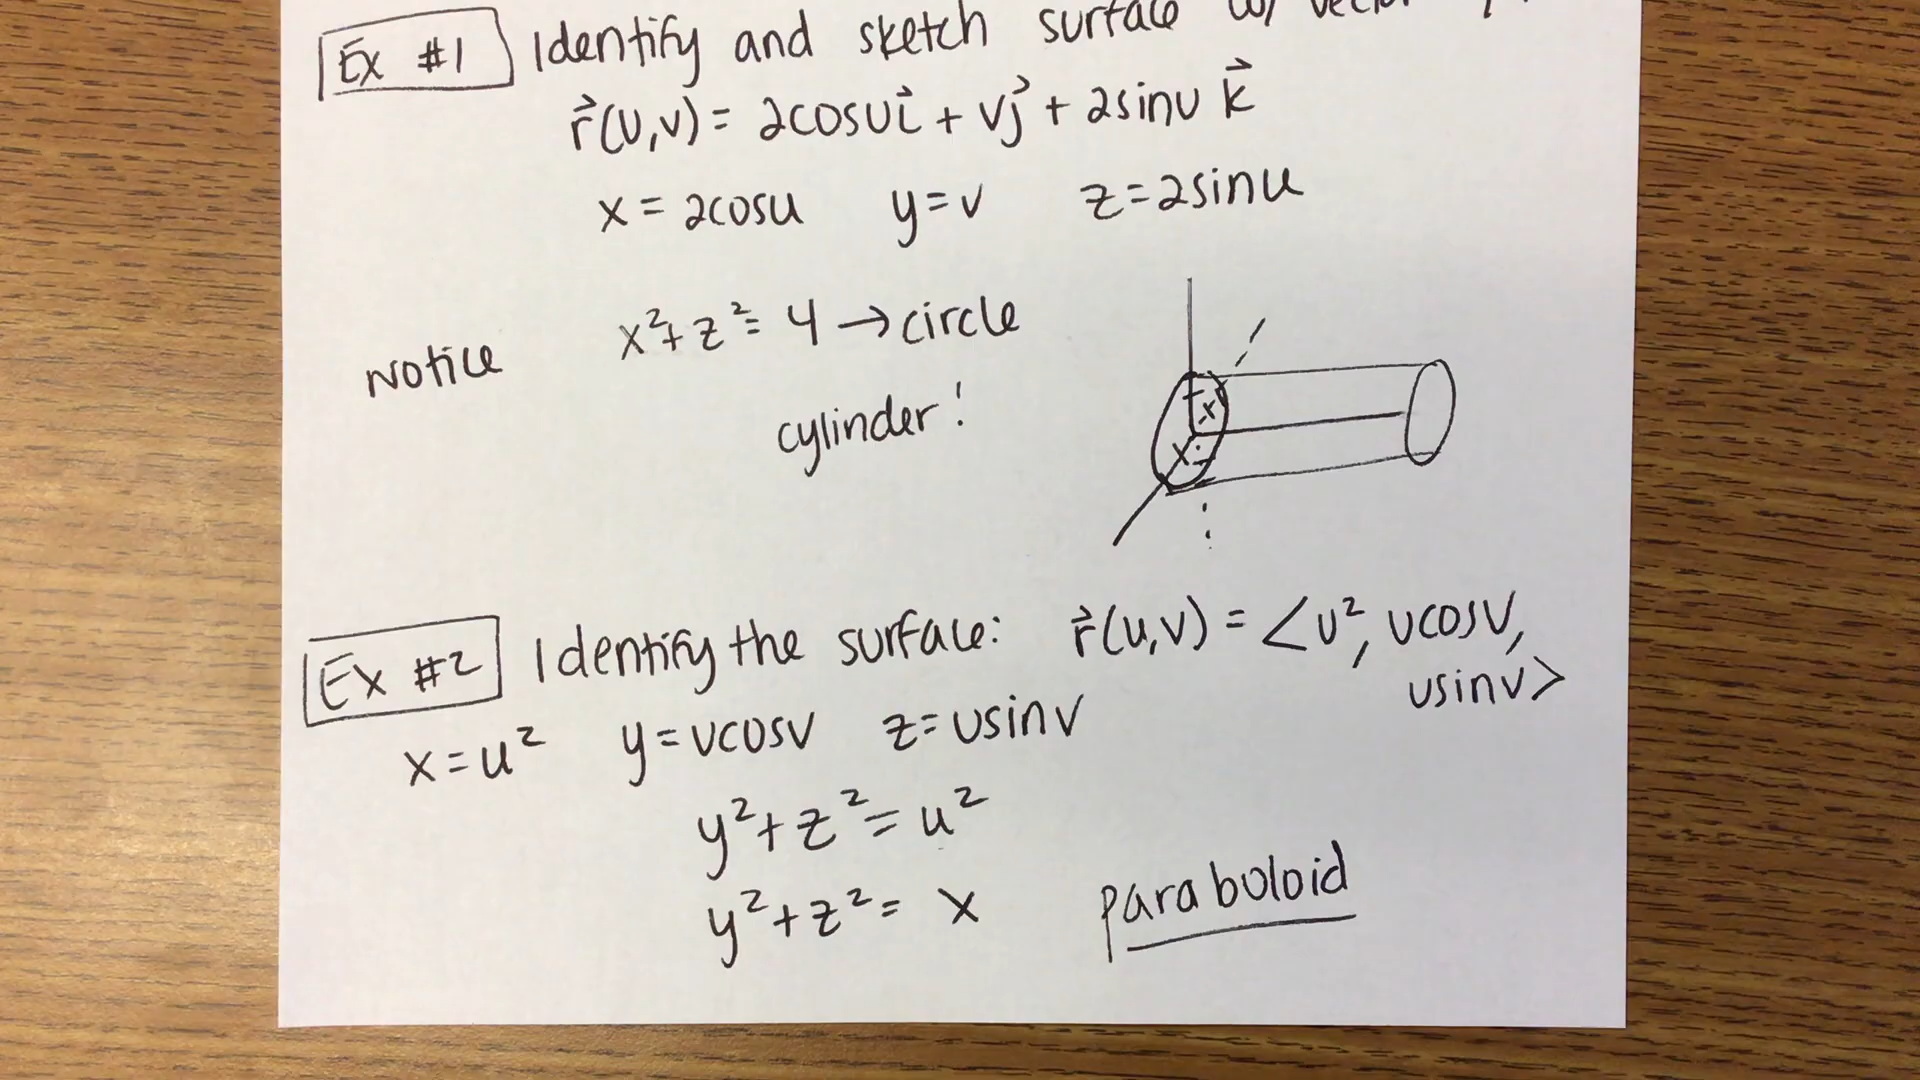 Ex #1 Identify and sketch surface w/ vector
r⃗(u,v) = 2cosu i⃗ + vj⃗ + 2sinu k⃗
x = 2cosu y=v z=2sinu
Notice x²+z²=4 → circle
cylinder!
x
x
Ex #2 Identify the surface: r⃗(u,v) = <u², ucosv,
usinv>
x=u² y=ucosv z=usinv
y²+z²=u²
y²+z²= x paraboloid